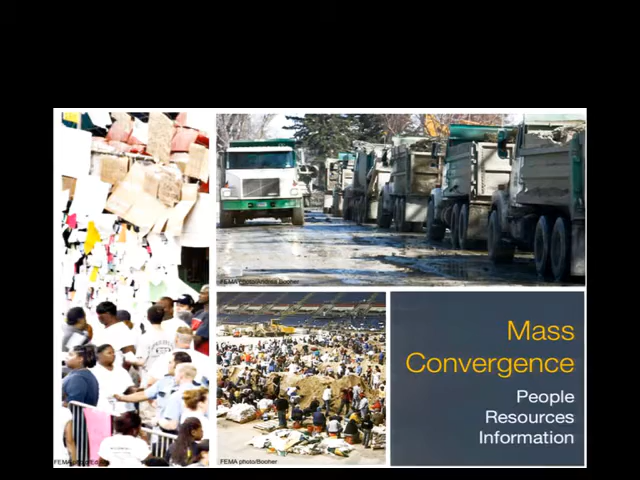 FEMA photo/Andrea Booher
Mass
Convergence
People
Resources
Information
FEMA photo/Booher